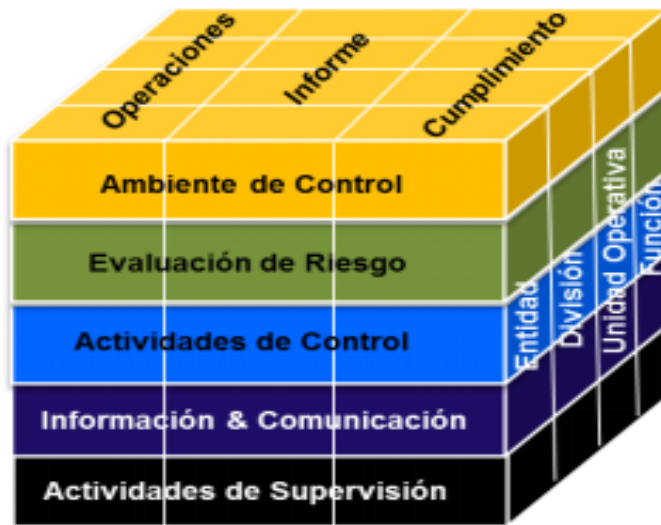 Operaciones
Informe
Cumplimiento
Ambiente de Control
Evaluación de Riesgo
Actividades de Control
Información & Comunicación
Actividades de Supervisión
Entidad
División
Unidad Operativa
Función